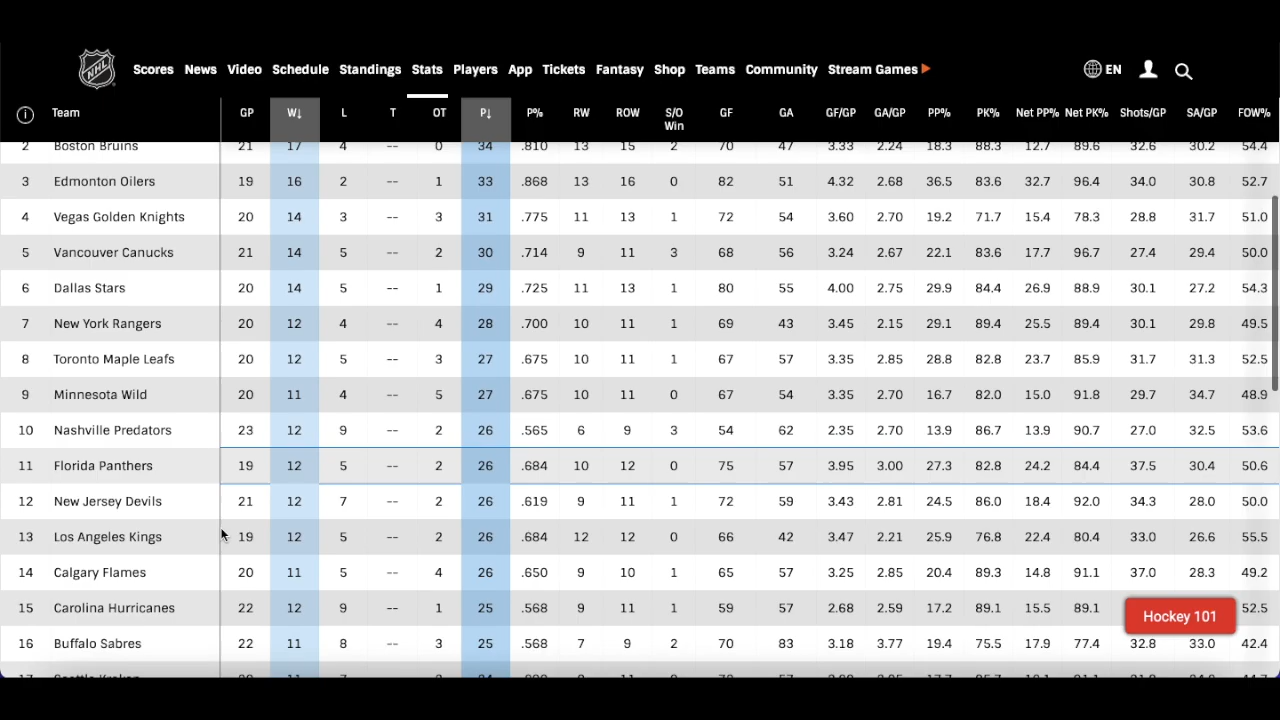 NHL
Scores News Video Schedule Standings Stats Players App Tickets Fantasy Shop Teams Community Stream Games EN
i Team GP W↓ L T OT P↓ P% RW ROW S/O Win GF GA GF/GP GA/GP PP% PK% Net PP% Net PK% Shots/GP SA/GP FOW%
2 Boston Bruins 21 17 4 -- 0 34 .810 13 15 2 70 47 3.33 2.24 18.3 88.3 12.7 89.6 32.6 30.2 54.4
3 Edmonton Oilers 19 16 2 -- 1 33 .868 13 16 0 82 51 4.32 2.68 36.5 83.6 32.7 96.4 34.0 30.8 52.7
4 Vegas Golden Knights 20 14 3 -- 3 31 .775 11 13 1 72 54 3.60 2.70 19.2 71.7 15.4 78.3 28.8 31.7 51.0
5 Vancouver Canucks 21 14 5 -- 2 30 .714 9 11 3 68 56 3.24 2.67 22.1 83.6 17.7 96.7 27.4 29.4 50.0
6 Dallas Stars 20 14 5 -- 1 29 .725 11 13 1 80 55 4.00 2.75 29.9 84.4 26.9 88.9 30.1 27.2 54.3
7 New York Rangers 20 12 4 -- 4 28 .700 10 11 1 69 43 3.45 2.15 29.1 89.4 25.5 89.4 30.1 29.8 49.5
8 Toronto Maple Leafs 20 12 5 -- 3 27 .675 10 11 1 67 57 3.35 2.85 28.8 82.8 23.7 85.9 31.7 31.3 52.5
9 Minnesota Wild 20 11 4 -- 5 27 .675 10 11 0 67 54 3.35 2.70 16.7 82.0 15.0 91.8 29.7 34.7 48.9
10 Nashville Predators 23 12 9 -- 2 26 .565 6 9 3 54 62 2.35 2.70 13.9 86.7 13.9 90.7 27.0 32.5 53.6
11 Florida Panthers 19 12 5 -- 2 26 .684 10 12 0 75 57 3.95 3.00 27.3 82.8 24.2 84.4 37.5 30.4 50.6
12 New Jersey Devils 21 12 7 -- 2 26 .619 9 11 1 72 59 3.43 2.81 24.5 86.0 18.4 92.0 34.3 28.0 50.0
13 Los Angeles Kings 19 12 5 -- 2 26 .684 12 12 0 66 42 3.47 2.21 25.9 76.8 22.4 80.4 33.0 26.6 55.5
14 Calgary Flames 20 11 5 -- 4 26 .650 9 10 1 65 57 3.25 2.85 20.4 89.3 14.8 91.1 37.0 28.3 49.2
15 Carolina Hurricanes 22 12 9 -- 1 25 .568 9 11 1 59 57 2.68 2.59 17.2 89.1 15.5 89.1 52.5
Hockey 101
16 Buffalo Sabres 22 11 8 -- 3 25 .568 7 9 2 70 83 3.18 3.77 19.4 75.5 17.9 77.4 32.8 33.0 42.4